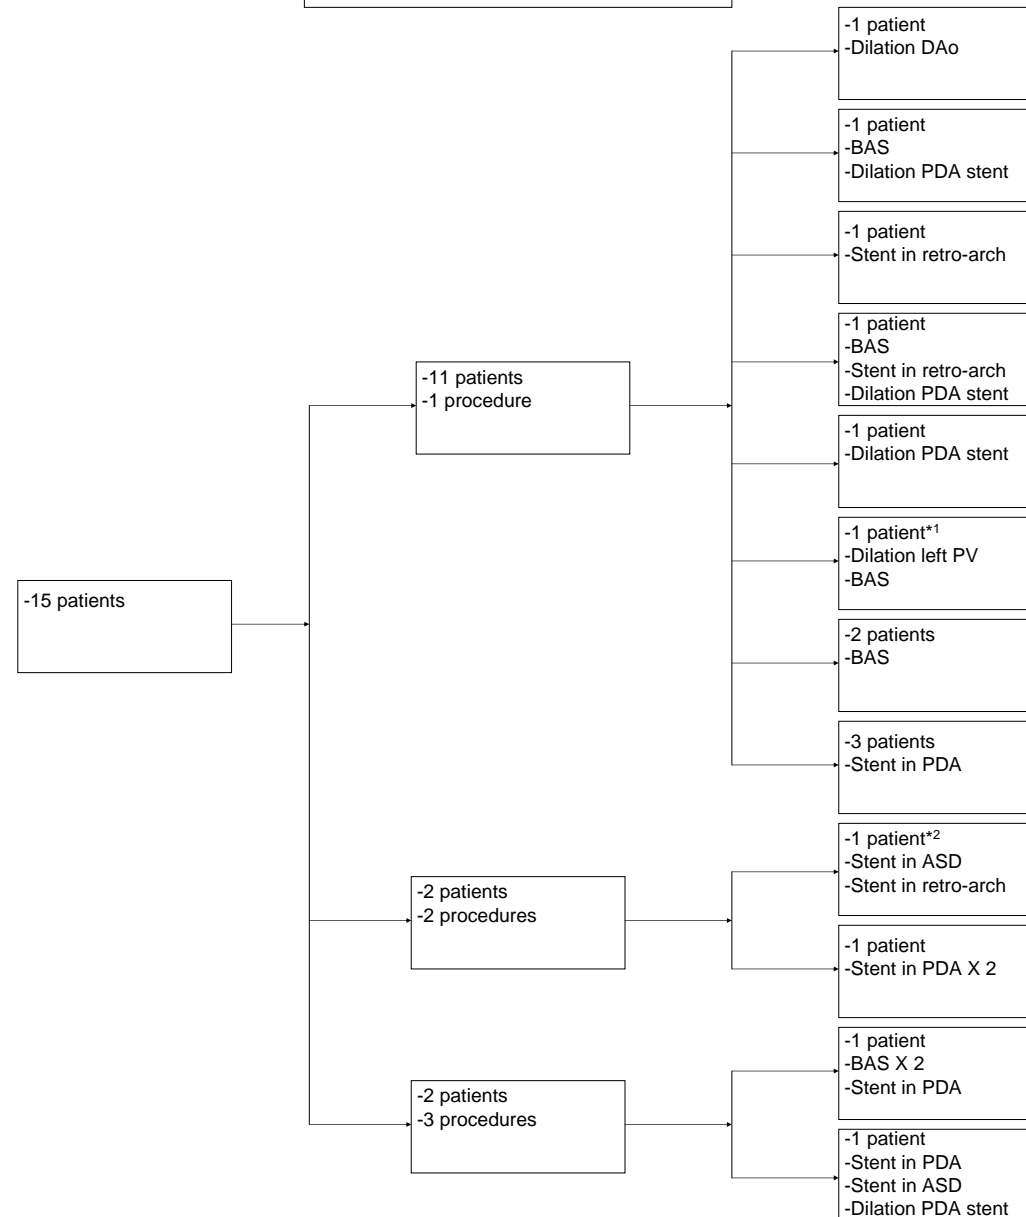 -15 patients
-11 patients
-1 procedure
-2 patients
-2 procedures
-2 patients
-3 procedures
-1 patient
-Dilation DAo
-1 patient
-BAS
-Dilation PDA stent
-1 patient
-Stent in retro-arch
-1 patient
-BAS
-Stent in retro-arch
-Dilation PDA stent
-1 patient
-Dilation PDA stent
-1 patient*1
-Dilation left PV
-BAS
-2 patients
-BAS
-3 patients
-Stent in PDA
-1 patient*2
-Stent in ASD
-Stent in retro-arch
-1 patient
-Stent in PDA X 2
-1 patient
-BAS X 2
-Stent in PDA
-1 patient
-Stent in PDA
-Stent in ASD
-Dilation PDA stent